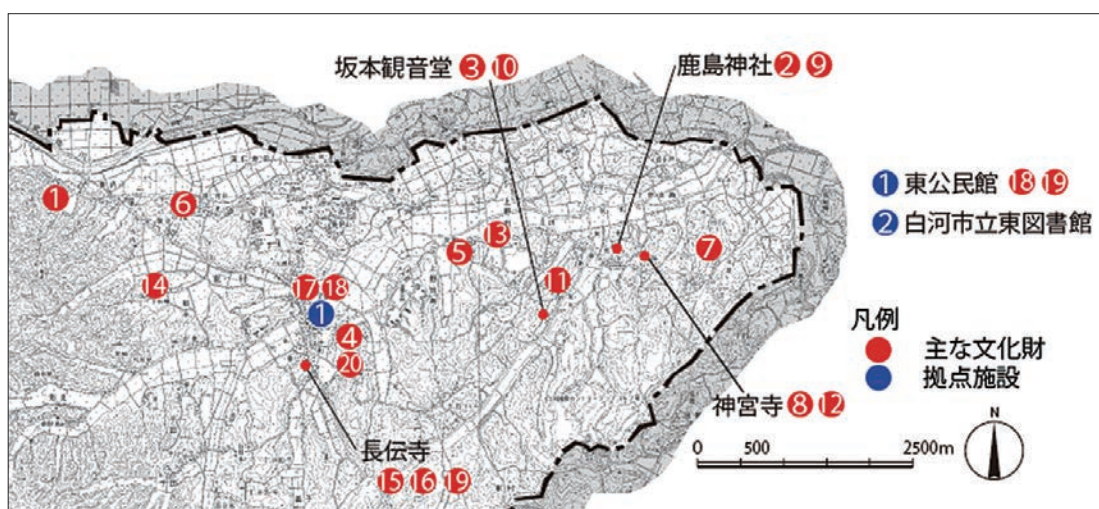 坂本観音堂 3 10
鹿島神社 2 9
1
6
1 東公民館 18 19
2 白河市立東図書館
13
5
7
11
14
17 18
1
4
20
凡例
主な文化財
拠点施設
神宮寺 8 12
長伝寺
15 16 19
0 500 2500m
N